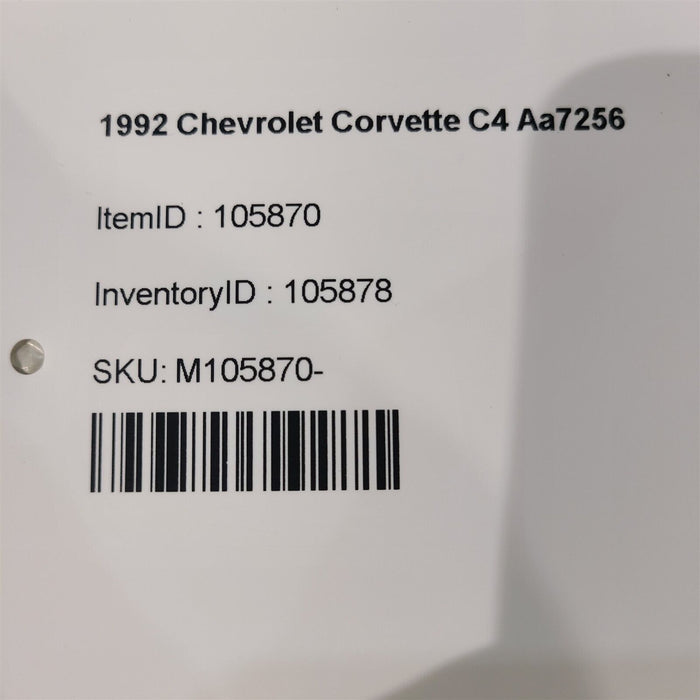 1992 Chevrolet Corvette C4 Aa7256
ItemID : 105870
InventoryID : 105878
SKU: M105870-